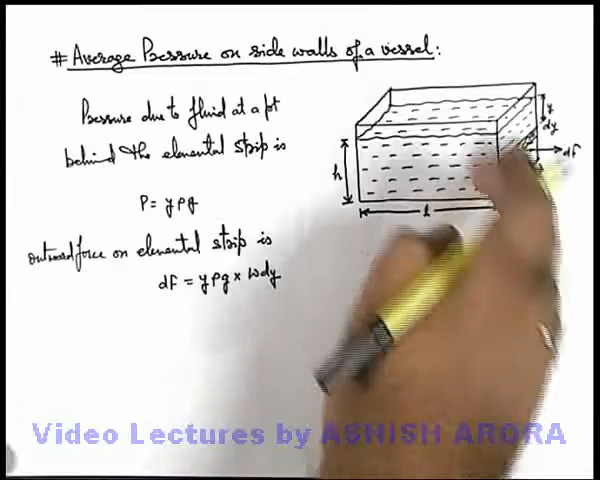 # Average Pressure on side walls of a vessel:
Pressure due to fluid at a pt
behind the elemental strip is
P = yρg
outward force on elemental strip is
dF = yρg × wdy
y
dy
dF
h
l
Video Lectures by ASHISH ARORA